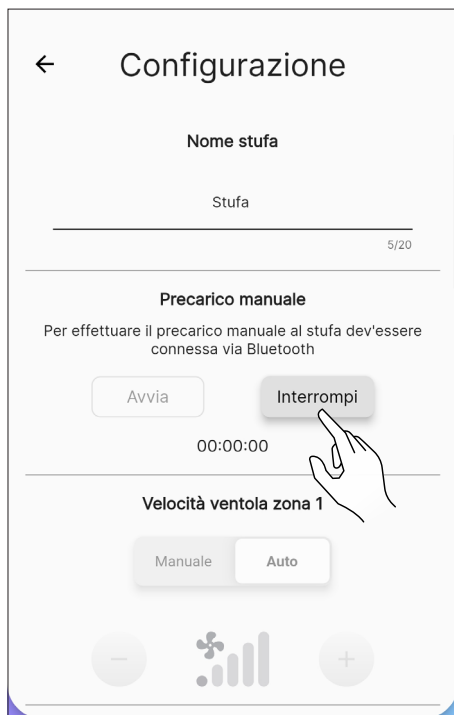 Configurazione
Nome stufa
Stufa
5/20
Precarico manuale
Per effettuare il precarico manuale al stufa dev'essere
connessa via Bluetooth
Avvia Interrompi
00:00:00
Velocità ventola zona 1
Manuale Auto